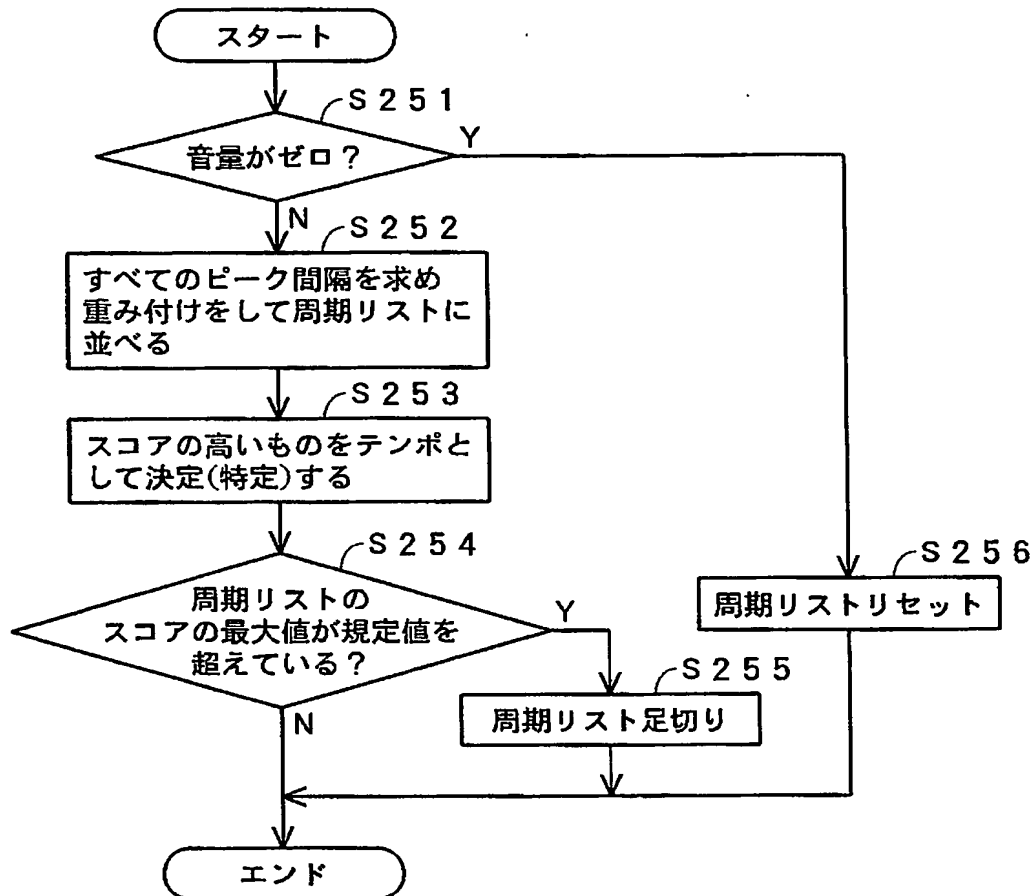 スタート
S251
音量がゼロ?
Y
N
S252
すべてのピーク間隔を求め
重み付けをして周期リストに
並べる
S253
スコアの高いものをテンポと
して決定(特定)する
S254
周期リストの
スコアの最大値が規定値を
超えている?
Y
N
S255
周期リスト足切り
S256
周期リストリセット
エンド